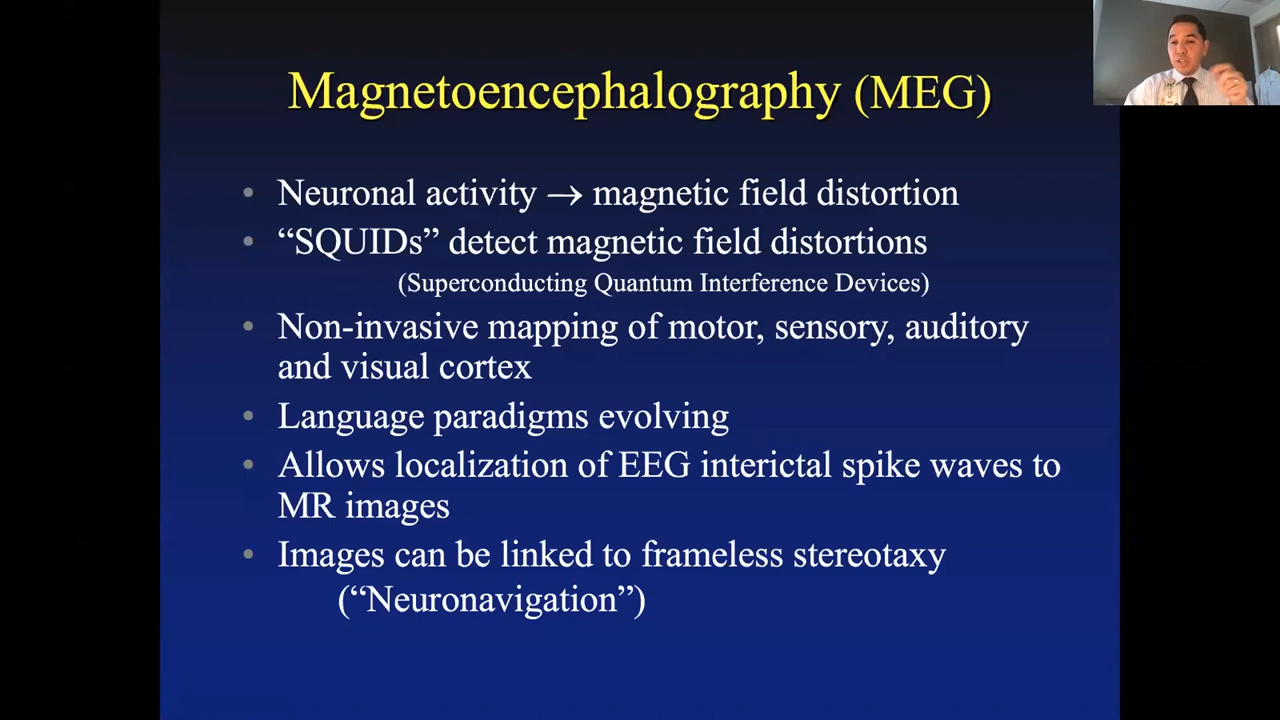 Magnetoencephalography (MEG)
• Neuronal activity → magnetic field distortion
• “SQUIDs” detect magnetic field distortions
(Superconducting Quantum Interference Devices)
• Non-invasive mapping of motor, sensory, auditory
and visual cortex
• Language paradigms evolving
• Allows localization of EEG interictal spike waves to
MR images
• Images can be linked to frameless stereotaxy
(“Neuronavigation”)